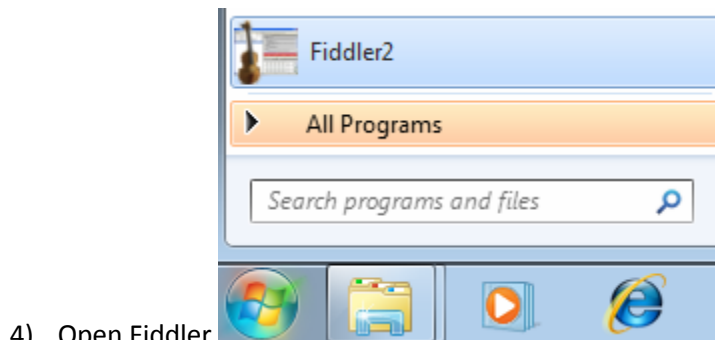 Fiddler2
All Programs
Search programs and files
4) Open Fiddler